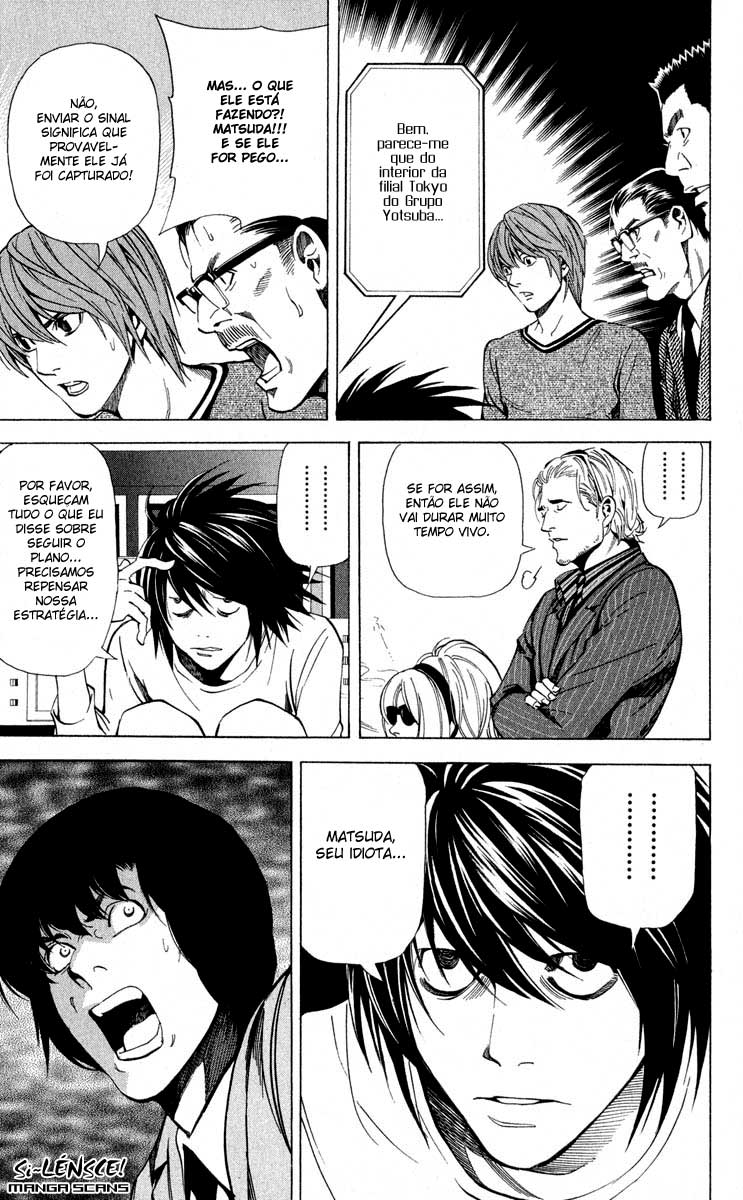 Bem,
parece-me
que do
interior da
filial Tokyo
do Grupo
Yotsuba...
MAS... O QUE
ELE ESTÁ
FAZENDO?!
MATSUDA!!!
E SE ELE
FOR PEGO...
NÃO,
ENVIAR O SINAL
SIGNIFICA QUE
PROVAVEL-
MENTE ELE JÁ
FOI CAPTURADO!
.........
SE FOR ASSIM,
ENTÃO ELE NÃO
VAI DURAR MUITO
TEMPO VIVO.
.........
POR FAVOR,
ESQUEÇAM
TUDO O QUE EU
DISSE SOBRE
SEGUIR O
PLANO...
PRECISAMOS
REPENSAR
NOSSA
ESTRATÉGIA...
.........
MATSUDA,
SEU IDIOTA...
Si-LÉNSCE!
MANGA SCANS